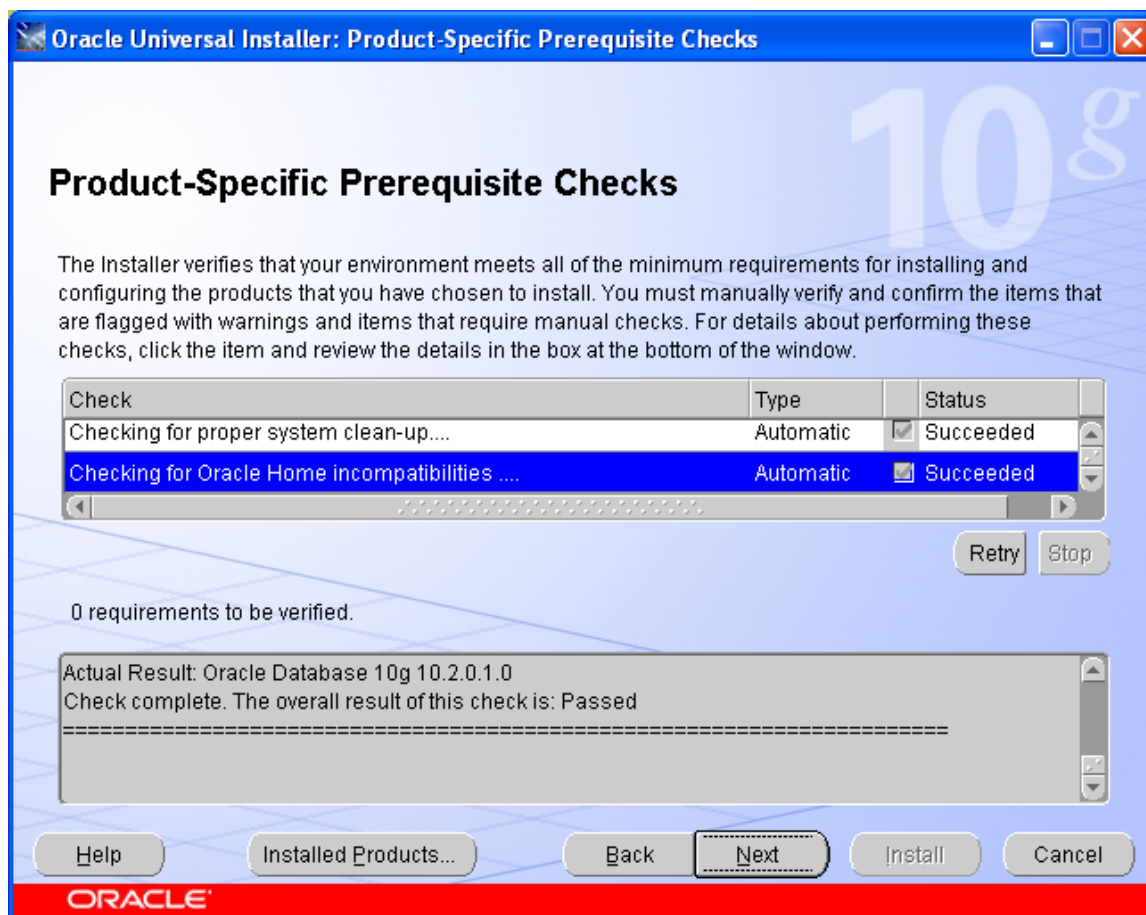 Oracle Universal Installer: Product-Specific Prerequisite Checks
10g
Product-Specific Prerequisite Checks
The Installer verifies that your environment meets all of the minimum requirements for installing and
configuring the products that you have chosen to install. You must manually verify and confirm the items that
are flagged with warnings and items that require manual checks. For details about performing these
checks, click the item and review the details in the box at the bottom of the window.
Check Type Status
Checking for proper system clean-up.... Automatic Succeeded
Checking for Oracle Home incompatibilities .... Automatic Succeeded
Retry Stop
0 requirements to be verified.
Actual Result: Oracle Database 10g 10.2.0.1.0
Check complete. The overall result of this check is: Passed
========================================================================
Help Installed Products... Back Next Install Cancel
ORACLE